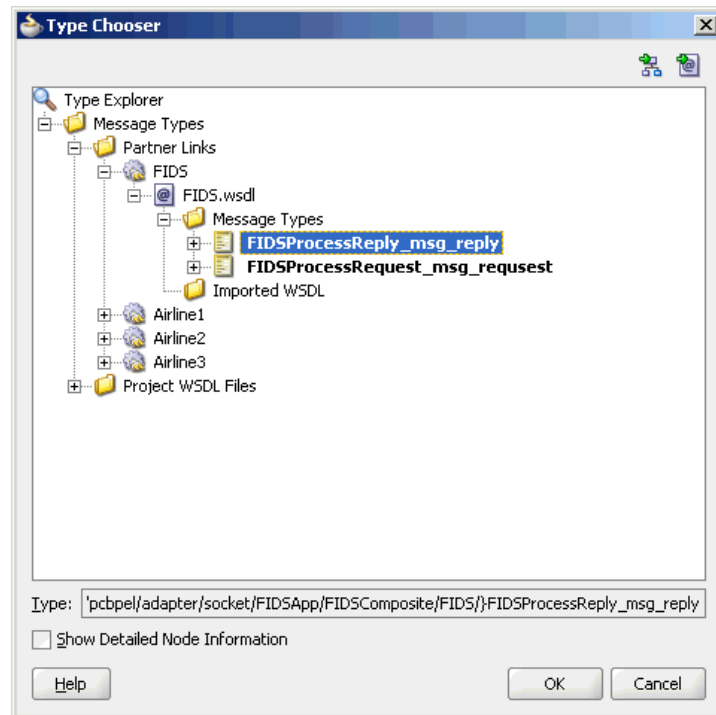 Type Chooser
Type Explorer
Message Types
Partner Links
FIDS
FIDS.wsdl
Message Types
FIDSProcessReply_msg_reply
FIDSProcessRequest_msg_requsest
Imported WSDL
Airline1
Airline2
Airline3
Project WSDL Files
Type: 'pcbpel/adapter/socket/FIDSApp/FIDSComposite/FIDS/}FIDSProcessReply_msg_reply
Show Detailed Node Information
Help OK Cancel